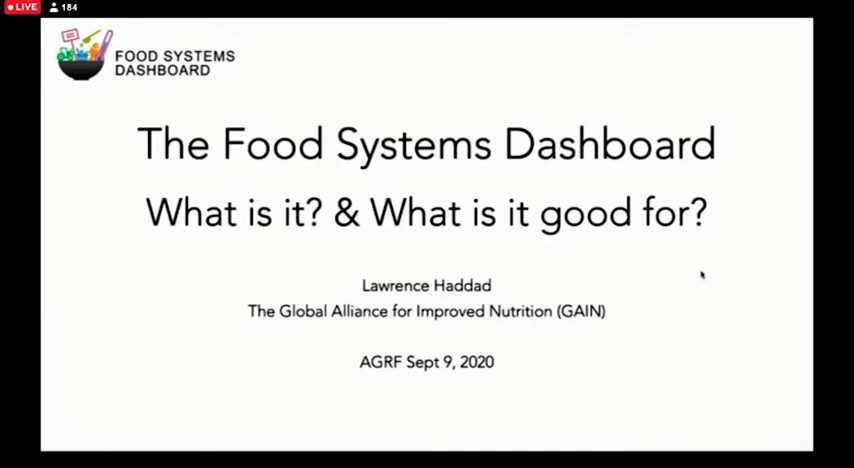 LIVE 184
FOOD SYSTEMS
DASHBOARD
The Food Systems Dashboard
What is it? & What is it good for?
Lawrence Haddad
The Global Alliance for Improved Nutrition (GAIN)
AGRF Sept 9, 2020